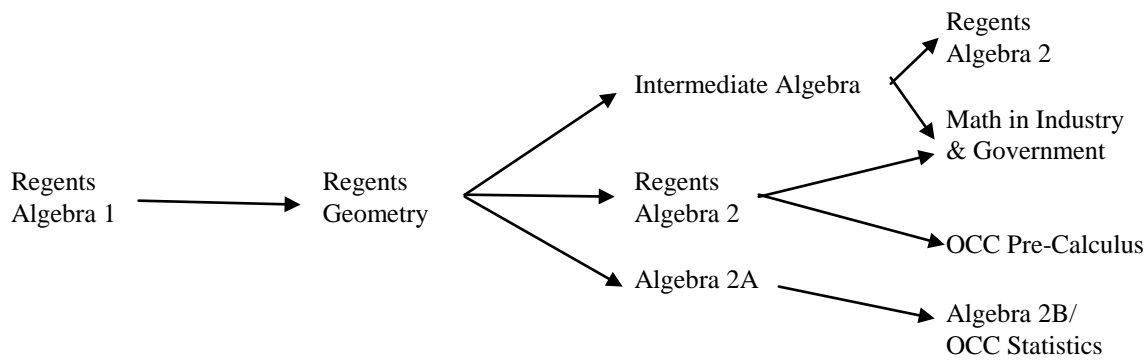 Regents
Algebra 1
Regents
Geometry
Intermediate Algebra
Regents
Algebra 2
Algebra 2A
Regents
Algebra 2
Math in Industry
& Government
OCC Pre-Calculus
Algebra 2B/
OCC Statistics